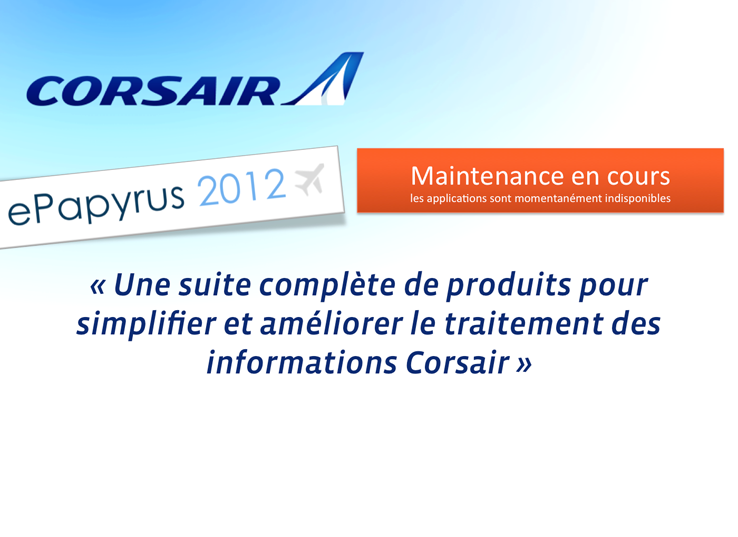 CORSAIR
ePapyrus 2012
Maintenance en cours
les applications sont momentanément indisponibles
« Une suite complète de produits pour
simplifier et améliorer le traitement des
informations Corsair »